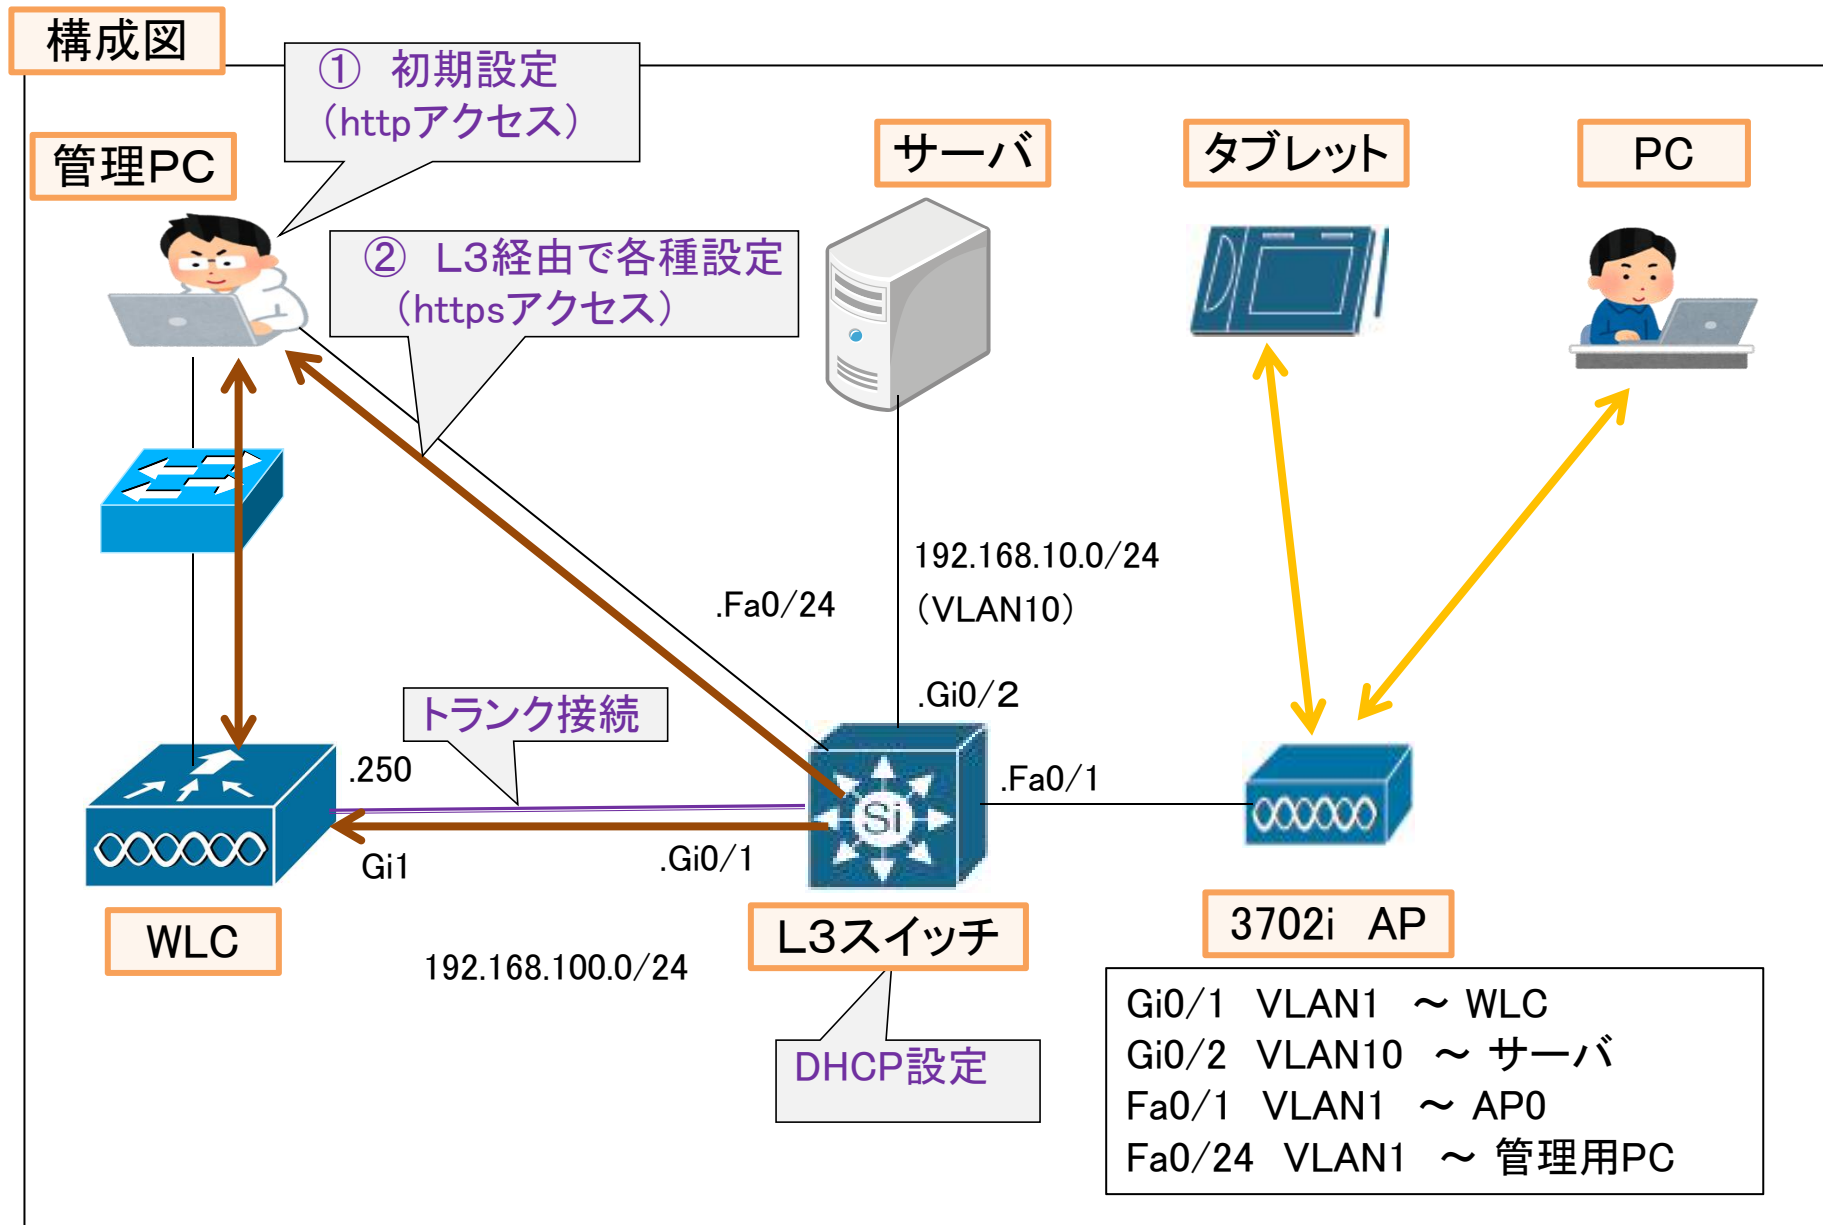 構成図
① 初期設定
（httpアクセス）
管理PC
サーバ
タブレット
PC
② L3経由で各種設定
（httpsアクセス）
192.168.10.0/24
（VLAN10）
.Fa0/24
.Gi0/2
トランク接続
.250
.Fa0/1
Si
Gi1
.Gi0/1
WLC
L3スイッチ
3702i AP
192.168.100.0/24
DHCP設定
Gi0/1 VLAN1 ～ WLC
Gi0/2 VLAN10 ～ サーバ
Fa0/1 VLAN1 ～ AP0
Fa0/24 VLAN1 ～ 管理用PC